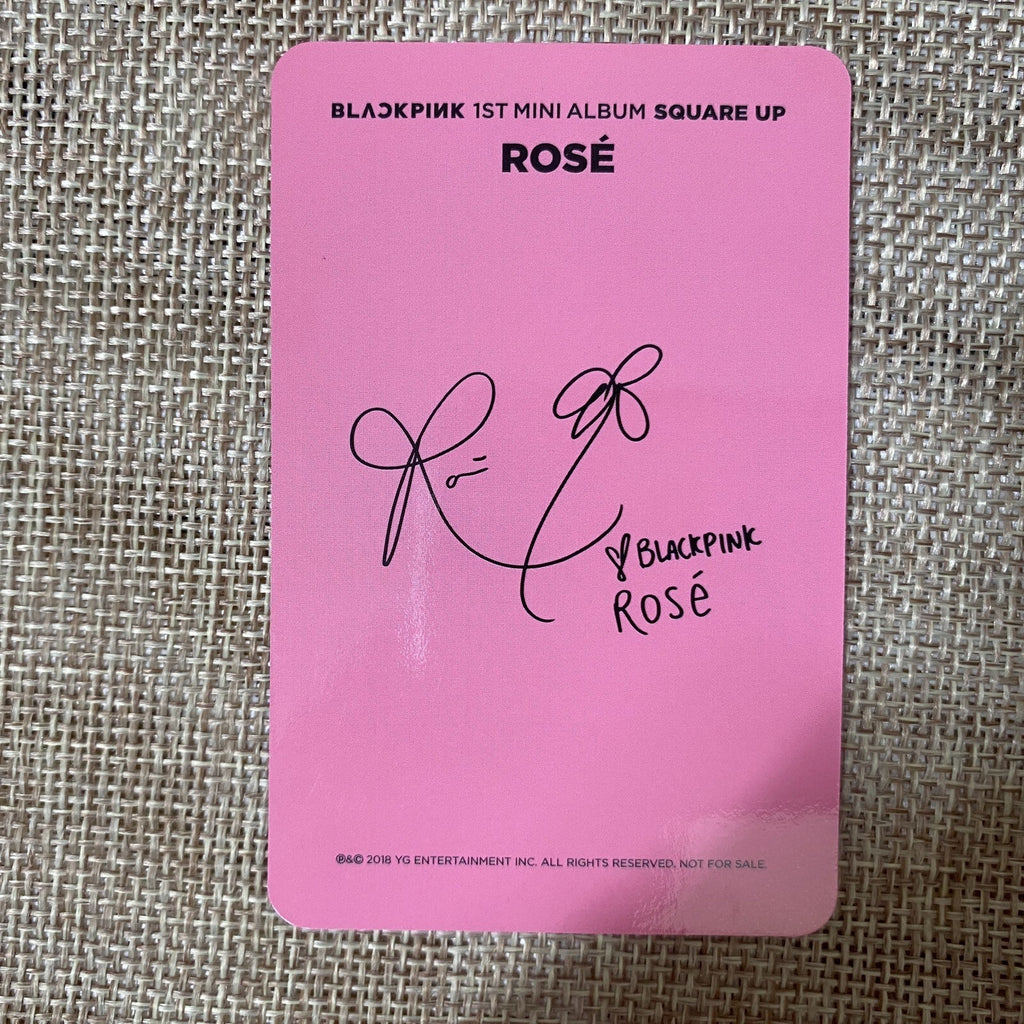 BLACKPINK 1ST MINI ALBUM SQUARE UP
ROSÉ
♡BLACKPINK
ROSÉ
℗&© 2018 YG ENTERTAINMENT INC. ALL RIGHTS RESERVED. NOT FOR SALE.